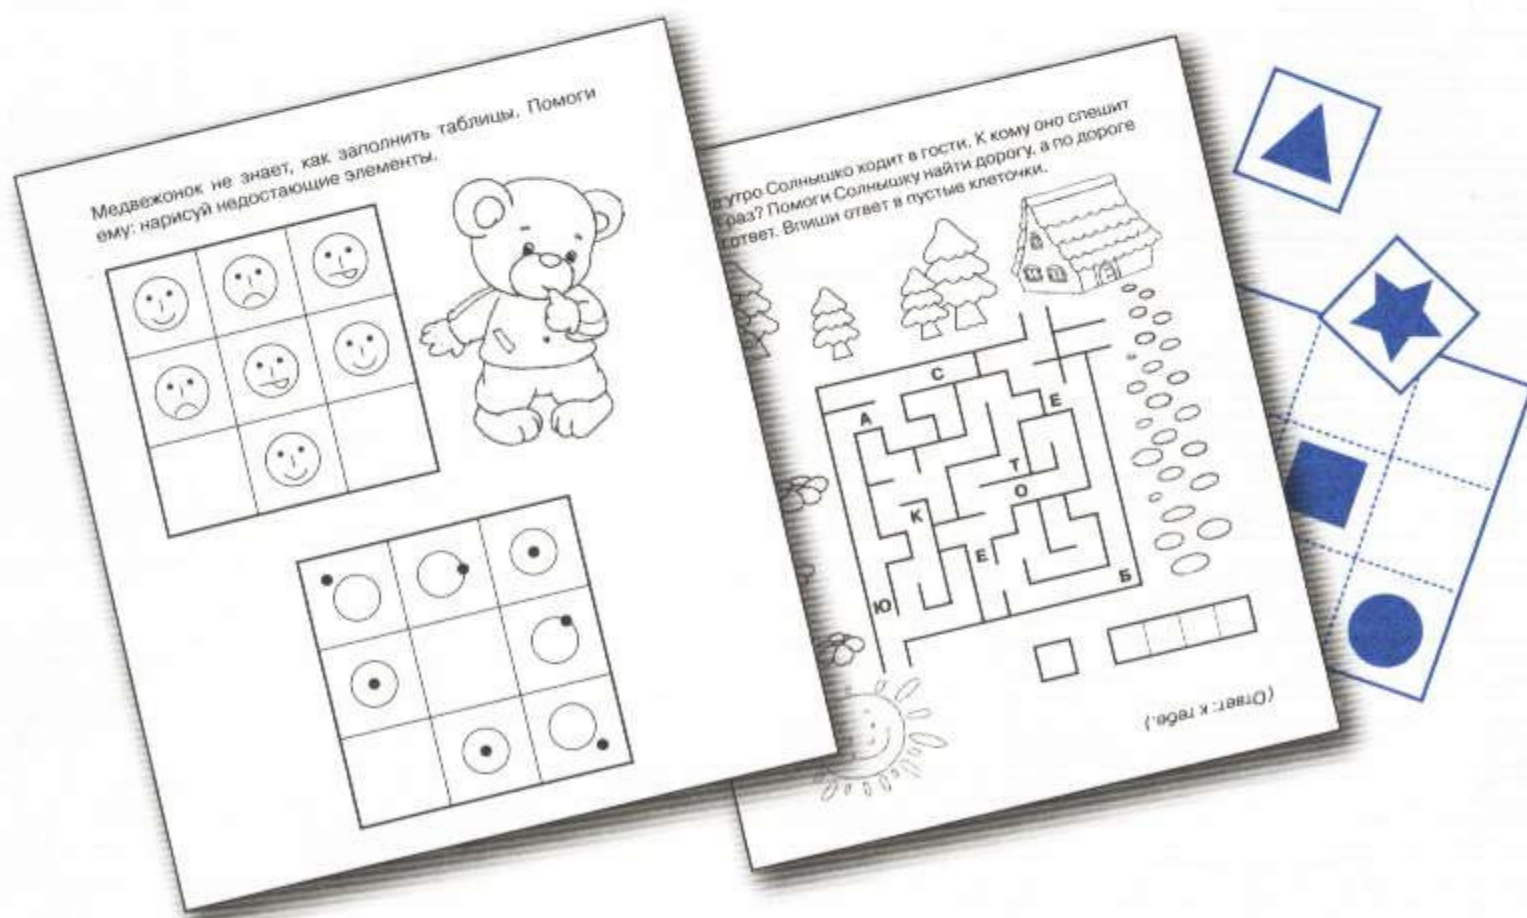 Медвежонок не знает, как заполнить таблицы. Помоги
ему: нарисуй недостающие элементы.
утро Солнышко ходит в гости. К кому оно спешит
раз? Помоги Солнышку найти дорогу, а по дороге
ответ. Впиши ответ в пустые клеточки.
С
А
Е
Т
О
К
Е
Б
Ю
(Ответ: к тебе.)